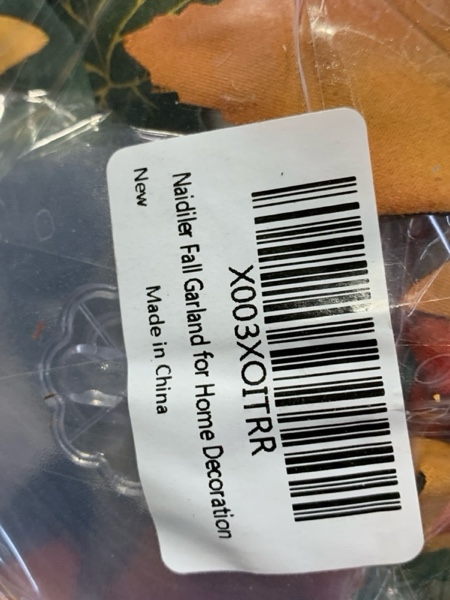 X003XOITRR
Naidiler Fall Garland for Home Decoration
New
Made in China